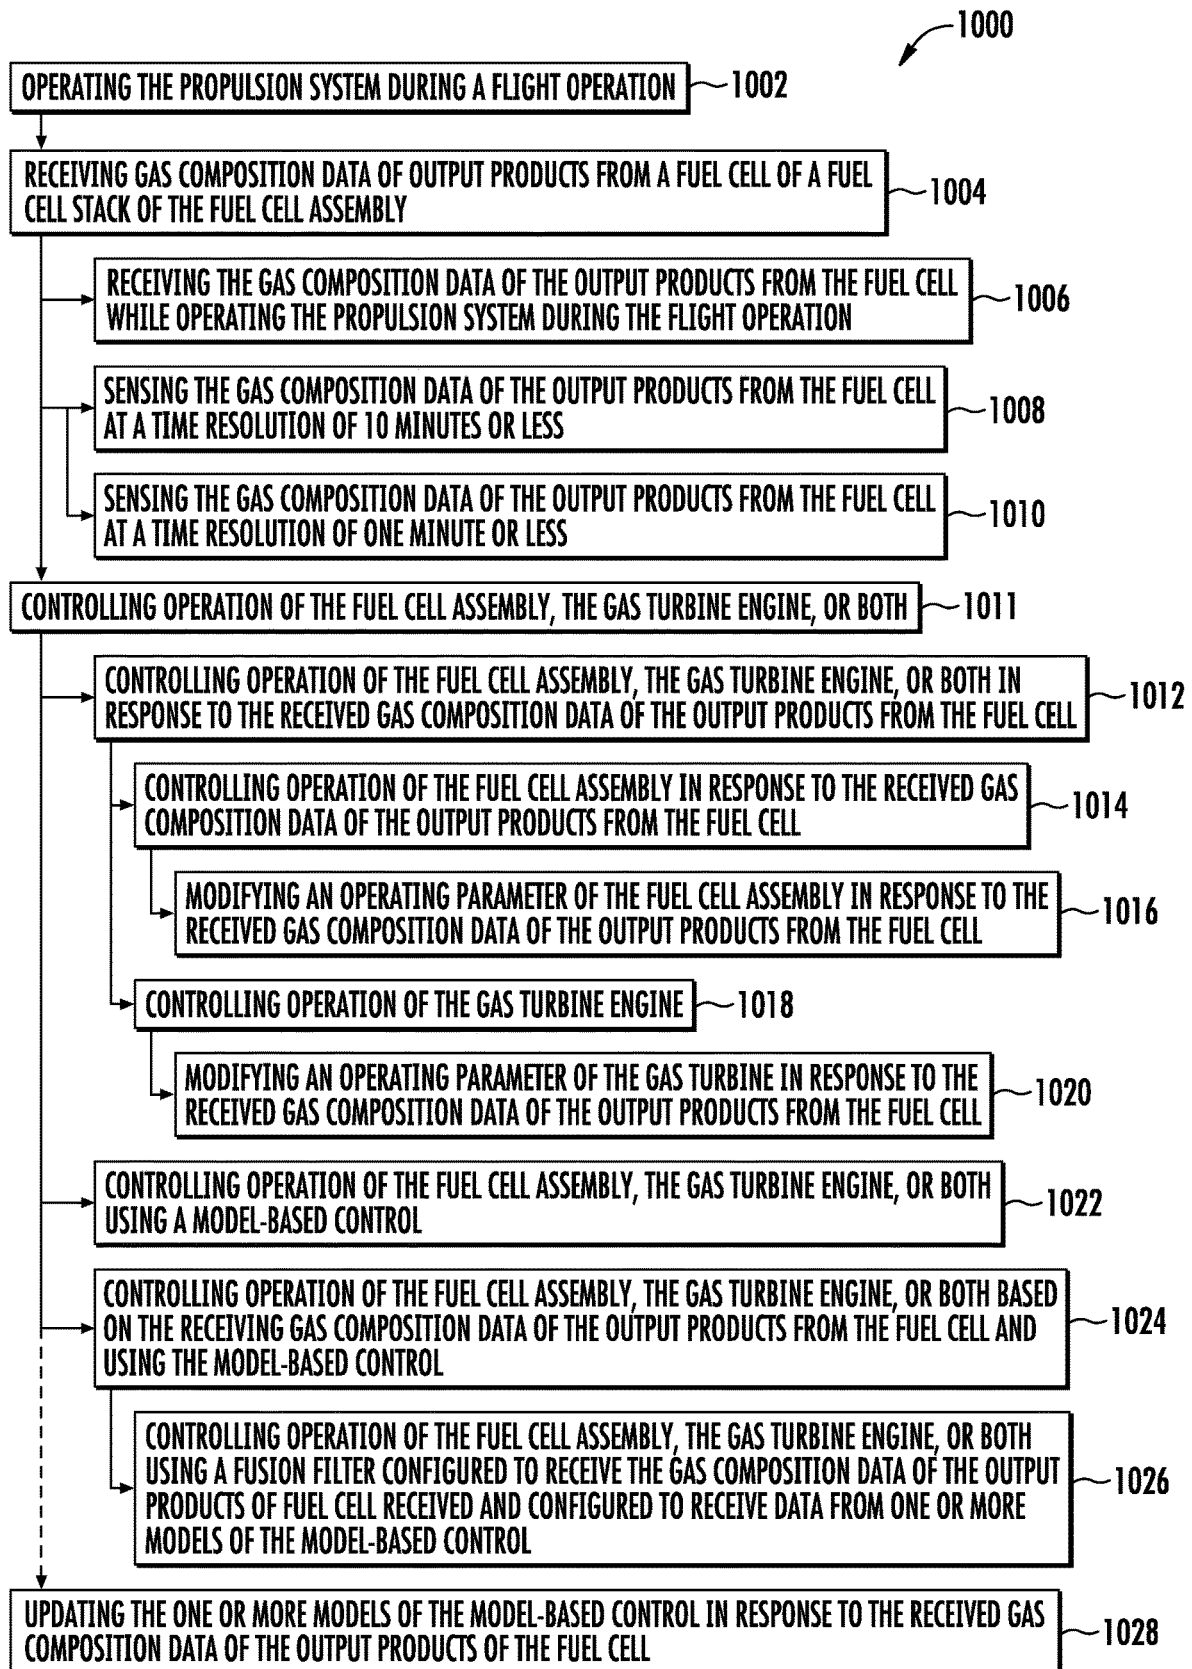 1000
OPERATING THE PROPULSION SYSTEM DURING A FLIGHT OPERATION
1002
RECEIVING GAS COMPOSITION DATA OF OUTPUT PRODUCTS FROM A FUEL CELL OF A FUEL
CELL STACK OF THE FUEL CELL ASSEMBLY
1004
RECEIVING THE GAS COMPOSITION DATA OF THE OUTPUT PRODUCTS FROM THE FUEL CELL
WHILE OPERATING THE PROPULSION SYSTEM DURING THE FLIGHT OPERATION
1006
SENSING THE GAS COMPOSITION DATA OF THE OUTPUT PRODUCTS FROM THE FUEL CELL
AT A TIME RESOLUTION OF 10 MINUTES OR LESS
1008
SENSING THE GAS COMPOSITION DATA OF THE OUTPUT PRODUCTS FROM THE FUEL CELL
AT A TIME RESOLUTION OF ONE MINUTE OR LESS
1010
CONTROLLING OPERATION OF THE FUEL CELL ASSEMBLY, THE GAS TURBINE ENGINE, OR BOTH
1011
CONTROLLING OPERATION OF THE FUEL CELL ASSEMBLY, THE GAS TURBINE ENGINE, OR BOTH IN
RESPONSE TO THE RECEIVED GAS COMPOSITION DATA OF THE OUTPUT PRODUCTS FROM THE FUEL CELL
1012
CONTROLLING OPERATION OF THE FUEL CELL ASSEMBLY IN RESPONSE TO THE RECEIVED GAS
COMPOSITION DATA OF THE OUTPUT PRODUCTS FROM THE FUEL CELL
1014
MODIFYING AN OPERATING PARAMETER OF THE FUEL CELL ASSEMBLY IN RESPONSE TO THE
RECEIVED GAS COMPOSITION DATA OF THE OUTPUT PRODUCTS FROM THE FUEL CELL
1016
CONTROLLING OPERATION OF THE GAS TURBINE ENGINE
1018
MODIFYING AN OPERATING PARAMETER OF THE GAS TURBINE IN RESPONSE TO THE
RECEIVED GAS COMPOSITION DATA OF THE OUTPUT PRODUCTS FROM THE FUEL CELL
1020
CONTROLLING OPERATION OF THE FUEL CELL ASSEMBLY, THE GAS TURBINE ENGINE, OR BOTH
USING A MODEL-BASED CONTROL
1022
CONTROLLING OPERATION OF THE FUEL CELL ASSEMBLY, THE GAS TURBINE ENGINE, OR BOTH BASED
ON THE RECEIVING GAS COMPOSITION DATA OF THE OUTPUT PRODUCTS FROM THE FUEL CELL AND
USING THE MODEL-BASED CONTROL
1024
CONTROLLING OPERATION OF THE FUEL CELL ASSEMBLY, THE GAS TURBINE ENGINE, OR BOTH
USING A FUSION FILTER CONFIGURED TO RECEIVE THE GAS COMPOSITION DATA OF THE OUTPUT
PRODUCTS OF FUEL CELL RECEIVED AND CONFIGURED TO RECEIVE DATA FROM ONE OR MORE
MODELS OF THE MODEL-BASED CONTROL
1026
UPDATING THE ONE OR MORE MODELS OF THE MODEL-BASED CONTROL IN RESPONSE TO THE RECEIVED GAS
COMPOSITION DATA OF THE OUTPUT PRODUCTS OF THE FUEL CELL
1028